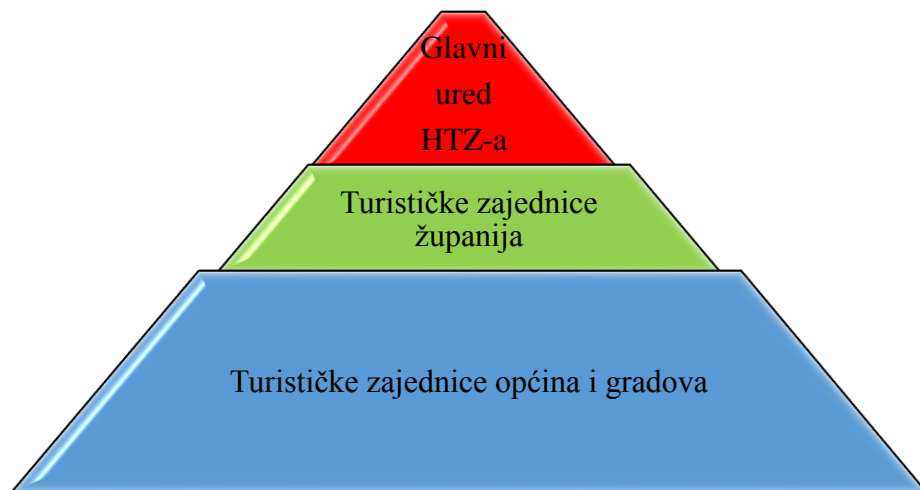 Glavni
ured
HTZ-a
Turističke zajednice
županija
Turističke zajednice općina i gradova